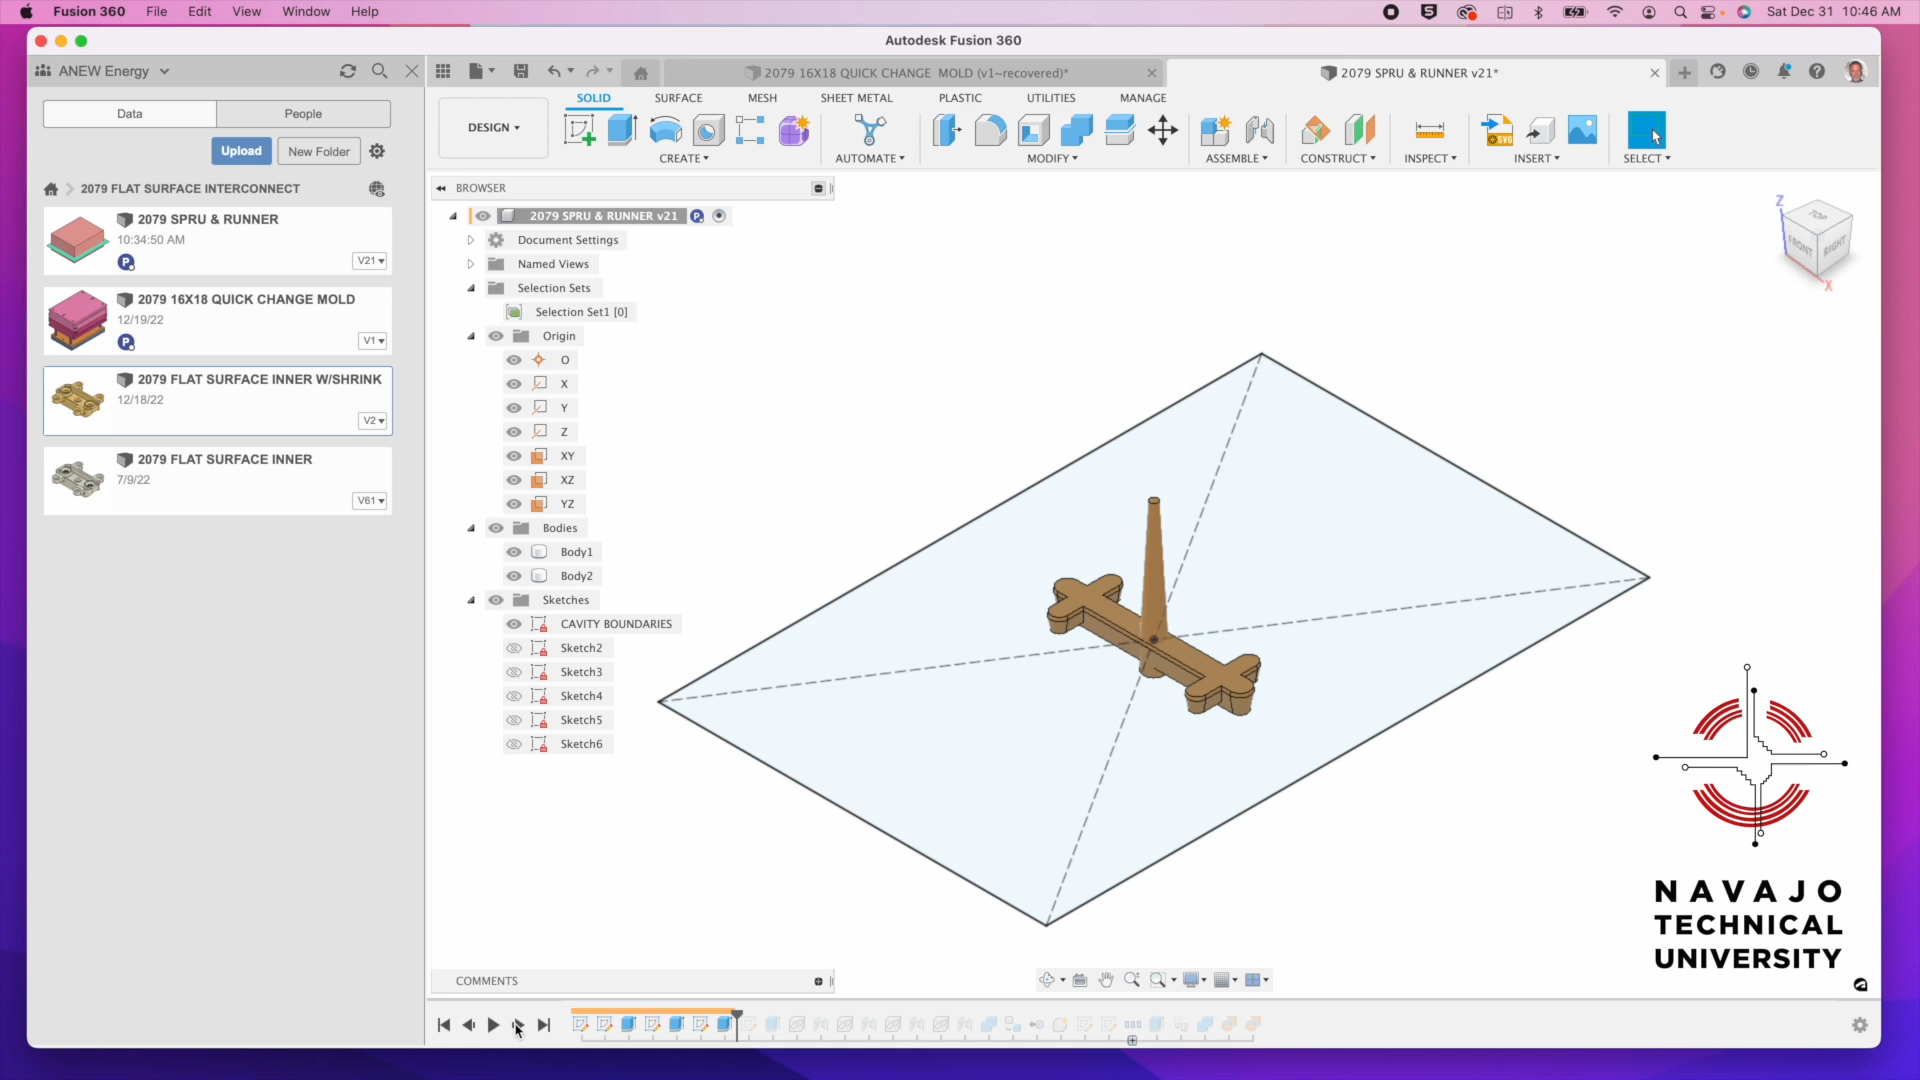 Fusion 360 File Edit View Window Help
Sat Dec 31 10:46 AM
Autodesk Fusion 360
ANEW Energy
2079 16X18 QUICK CHANGE MOLD (v1~recovered)*
2079 SPRU & RUNNER v21*
Data People
Upload New Folder
2079 FLAT SURFACE INTERCONNECT
2079 SPRU & RUNNER
10:34:50 AM
P
V21
2079 16X18 QUICK CHANGE MOLD
12/19/22
P
V1
2079 FLAT SURFACE INNER W/SHRINK
12/18/22
V2
2079 FLAT SURFACE INNER
7/9/22
V61
DESIGN
SOLID SURFACE MESH SHEET METAL PLASTIC UTILITIES MANAGE
SVG
CREATE AUTOMATE MODIFY ASSEMBLE CONSTRUCT INSPECT INSERT SELECT
BROWSER
2079 SPRU & RUNNER v21 P
Document Settings
Named Views
Selection Sets
Selection Set1 [0]
Origin
O
X
Y
Z
XY
XZ
YZ
Bodies
Body1
Body2
Sketches
CAVITY BOUNDARIES
Sketch2
Sketch3
Sketch4
Sketch5
Sketch6
Z
TOP
FRONT RIGHT
X
NAVAJO
TECHNICAL
UNIVERSITY
COMMENTS